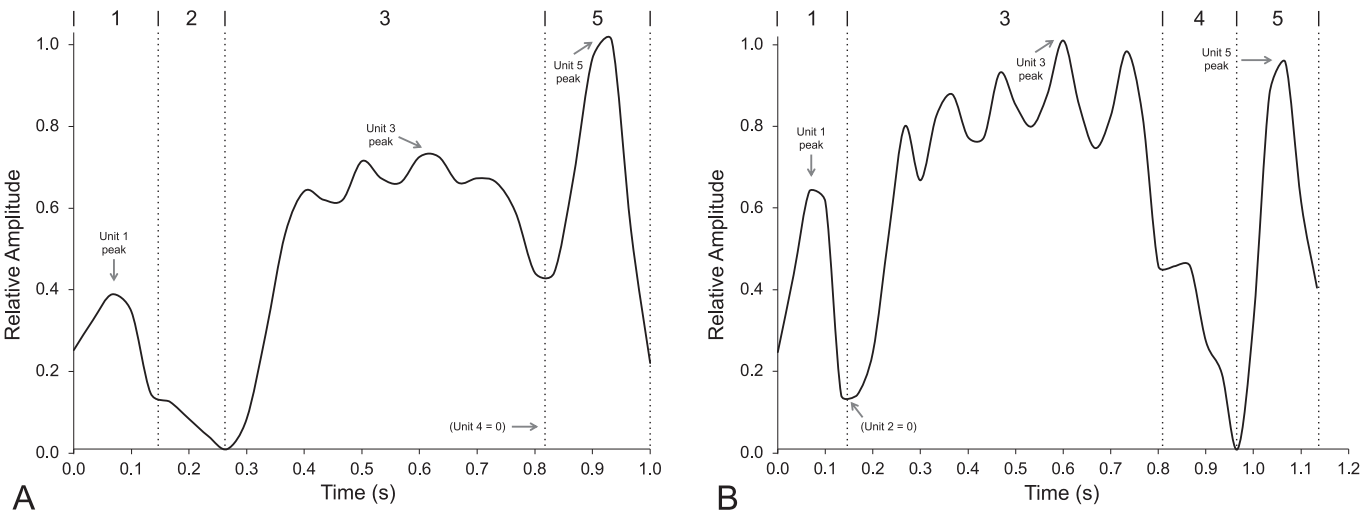 1 2 3 5
1.0
0.8
0.6
0.4
0.2
0.0
Relative Amplitude
Unit 1
peak
Unit 3
peak
Unit 5
peak
(Unit 4 = 0)
0.0 0.1 0.2 0.3 0.4 0.5 0.6 0.7 0.8 0.9 1.0
Time (s)
A
1 3 4 5
1.0
0.8
0.6
0.4
0.2
0.0
Relative Amplitude
Unit 1
peak
Unit 3
peak
Unit 5
peak
(Unit 2 = 0)
0.0 0.1 0.2 0.3 0.4 0.5 0.6 0.7 0.8 0.9 1.0 1.1 1.2
Time (s)
B